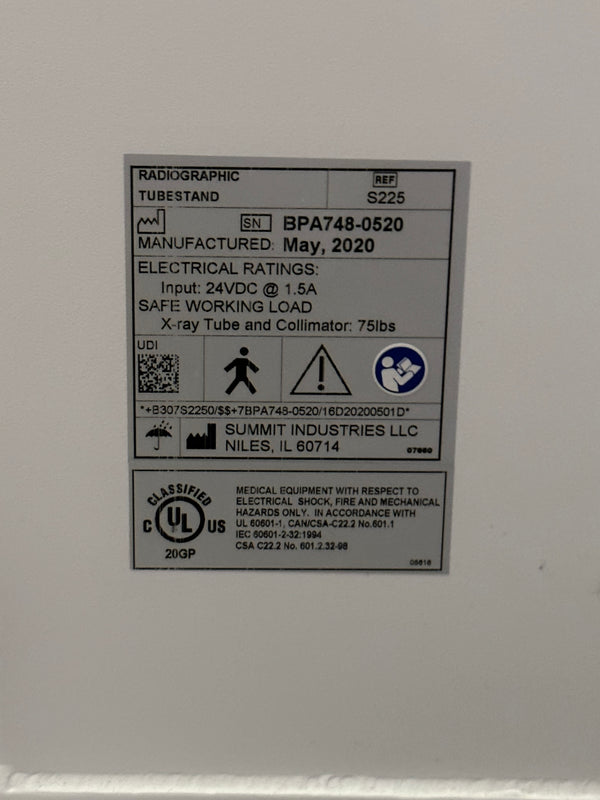 RADIOGRAPHIC
TUBESTAND
REF
S225
SN BPA748-0520
MANUFACTURED: May, 2020
ELECTRICAL RATINGS:
Input: 24VDC @ 1.5A
SAFE WORKING LOAD
X-ray Tube and Collimator: 75lbs
UDI
*+B307S2250/$$+7BPA748-0520/16D20200501D*
SUMMIT INDUSTRIES LLC
NILES, IL 60714
07660
CLASSIFIED
C UL US
20GP
MEDICAL EQUIPMENT WITH RESPECT TO
ELECTRICAL SHOCK, FIRE AND MECHANICAL
HAZARDS ONLY. IN ACCORDANCE WITH
UL 60601-1, CAN/CSA-C22.2 No.601.1
IEC 60601-2-32:1994
CSA C22.2 No. 601.2.32-98
05616